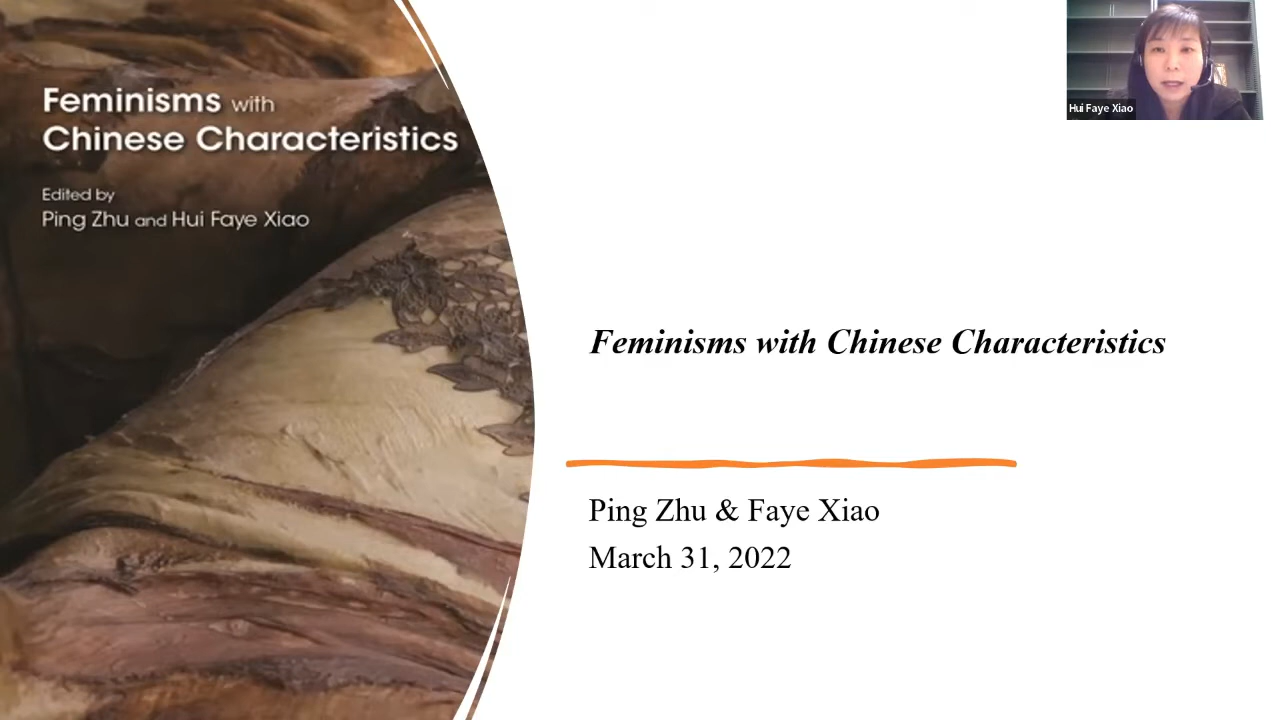 Feminisms with
Chinese Characteristics
Edited by
Ping Zhu and Hui Faye Xiao
Hui Faye Xiao
Feminisms with Chinese Characteristics
Ping Zhu & Faye Xiao
March 31, 2022